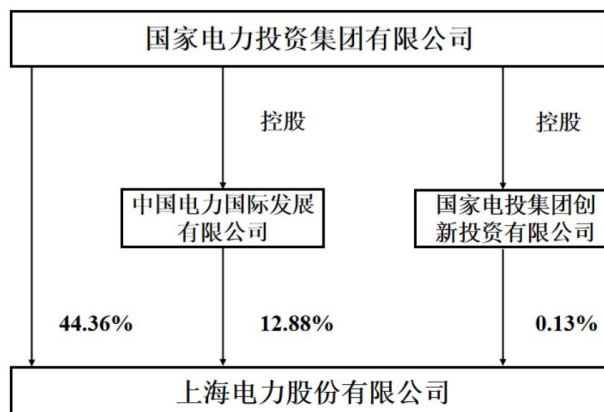 国家电力投资集团有限公司
控股
控股
中国电力国际发展
有限公司
国家电投集团创
新投资有限公司
44.36%
12.88%
0.13%
上海电力股份有限公司